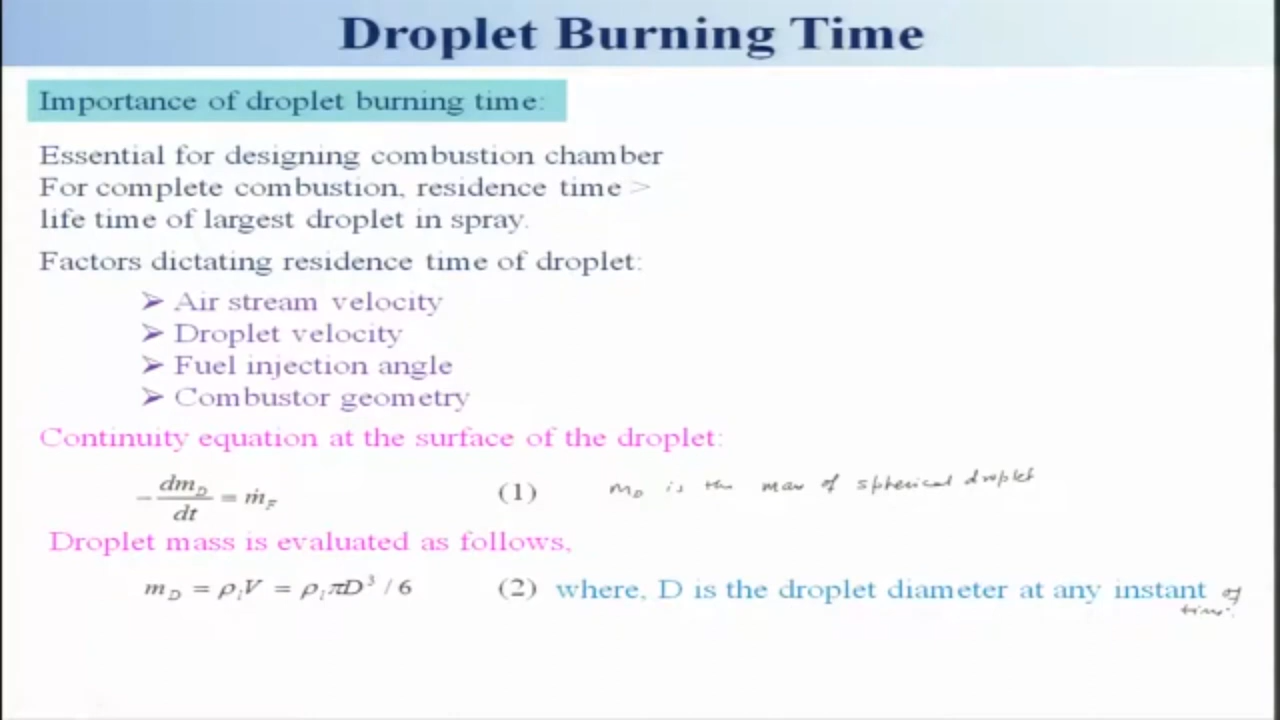 Droplet Burning Time
Importance of droplet burning time:
Essential for designing combustion chamber
For complete combustion, residence time >
life time of largest droplet in spray.
Factors dictating residence time of droplet:
➢ Air stream velocity
➢ Droplet velocity
➢ Fuel injection angle
➢ Combustor geometry
Continuity equation at the surface of the droplet:
-dm_D/dt = ṁ_F (1) m_D is the mass of spherical droplet
Droplet mass is evaluated as follows,
m_D = ρ_l V = ρ_l πD³ / 6 (2) where, D is the droplet diameter at any instant of
time.